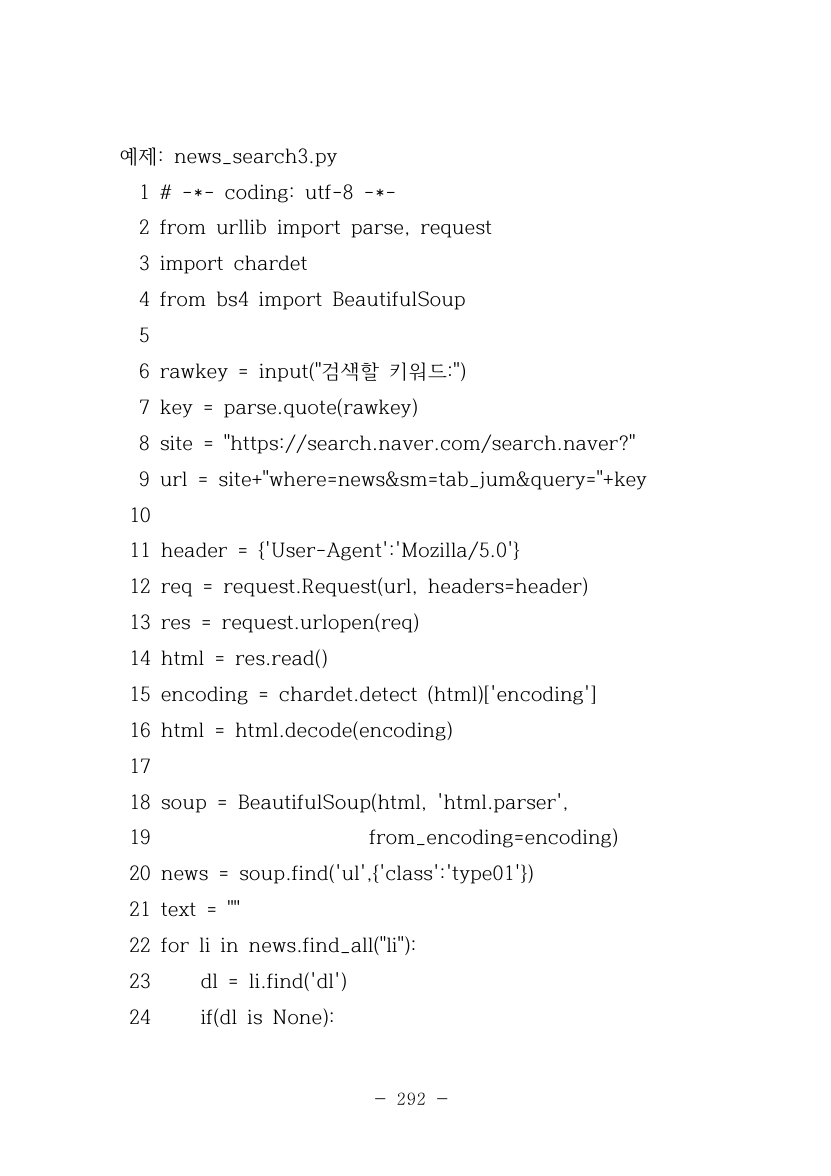 예제: news_search3.py
1 # -*- coding: utf-8 -*-
2 from urllib import parse, request
3 import chardet
4 from bs4 import BeautifulSoup
5
6 rawkey = input("검색할 키워드:")
7 key = parse.quote(rawkey)
8 site = "https://search.naver.com/search.naver?"
9 url = site+"where=news&sm=tab_jum&query="+key
10
11 header = {'User-Agent':'Mozilla/5.0'}
12 req = request.Request(url, headers=header)
13 res = request.urlopen(req)
14 html = res.read()
15 encoding = chardet.detect (html)['encoding']
16 html = html.decode(encoding)
17
18 soup = BeautifulSoup(html, 'html.parser',
19                     from_encoding=encoding)
20 news = soup.find('ul',{'class':'type01'})
21 text = ""
22 for li in news.find_all("li"):
23    dl = li.find('dl')
24    if(dl is None):
- 292 -